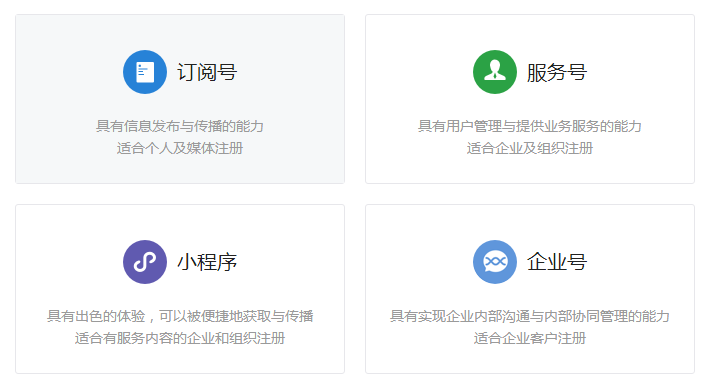 订阅号
具有信息发布与传播的能力
适合个人及媒体注册
服务号
具有用户管理与提供业务服务的能力
适合企业及组织注册
小程序
具有出色的体验，可以被便捷地获取与传播
适合有服务内容的企业和组织注册
企业号
具有实现企业内部沟通与内部协同管理的能力
适合企业客户注册